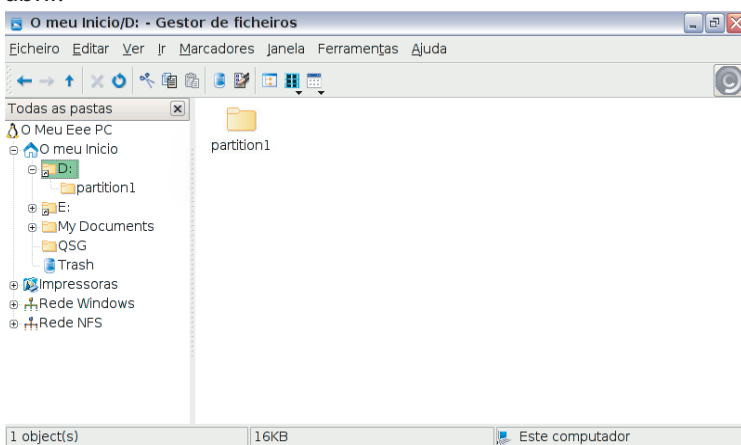 O meu Inicio/D: - Gestor de ficheiros
Eicheiro Editar Ver Ir Marcadores Janela Ferramentas Ajuda
Todas as pastas
O Meu Eee PC
O meu Inicio
D:
partition1
E:
My Documents
QSG
Trash
Impressoras
Rede Windows
Rede NFS
partition1
1 object(s) 16KB Este computador